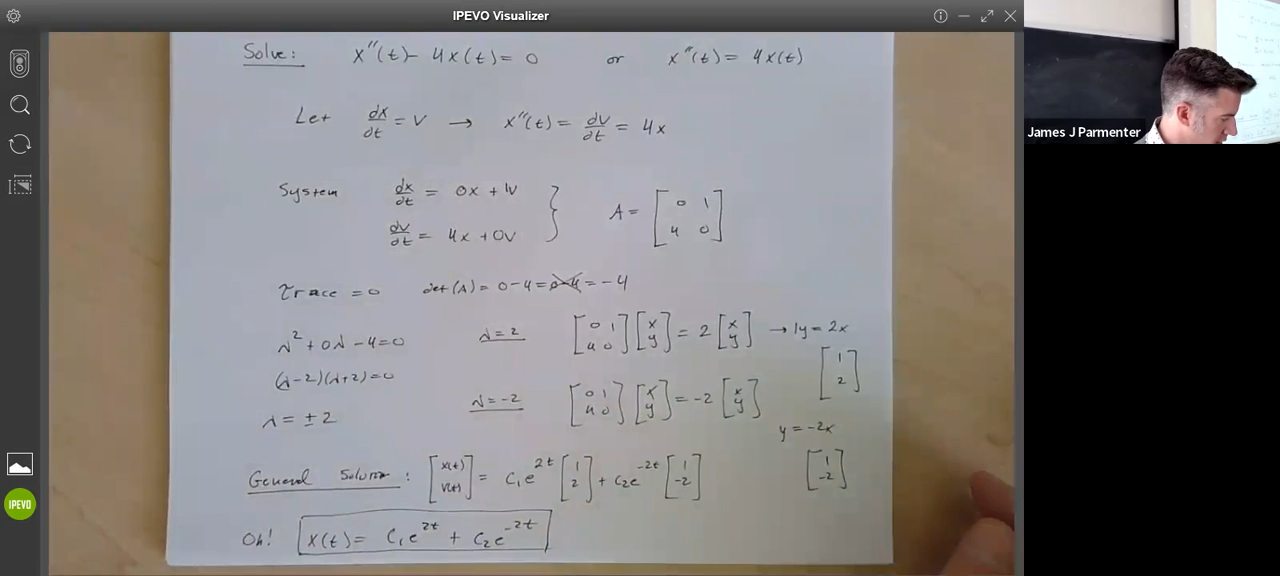 IPEVO Visualizer
James J Parmenter
Solve: x''(t) - 4x(t) = 0 or x''(t) = 4x(t)
Let dx/dt = v → x''(t) = dv/dt = 4x
System dx/dt = 0x + 1v } A = [0 1; 4 0]
dv/dt = 4x + 0v
Trace = 0 det(A) = 0 - 4 = 0-4 = -4
λ² + 0λ - 4 = 0 λ = 2 [0 1; 4 0] [x; y] = 2 [x; y] → 1y = 2x
(λ-2)(λ+2) = 0 [1; 2]
λ = ±2 λ = -2 [0 1; 4 0] [x; y] = -2 [x; y]
y = -2x
[1; -2]
General Solution: [x(t); v(t)] = C₁e^2t [1; 2] + C₂e^-2t [1; -2]
Oh! x(t) = C₁e^2t + C₂e^-2t
IPEVO